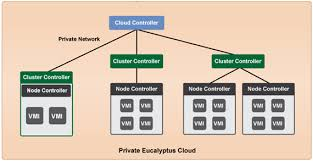 Cloud Controller
Private Network
Cluster Controller
Node Controller
VMI VMI
Cluster Controller
Node Controller
VMI VMI
VMI VMI
Cluster Controller
Node Controller
VMI VMI
VMI VMI
Node Controller
VMI VMI
VMI VMI
Private Eucalyptus Cloud